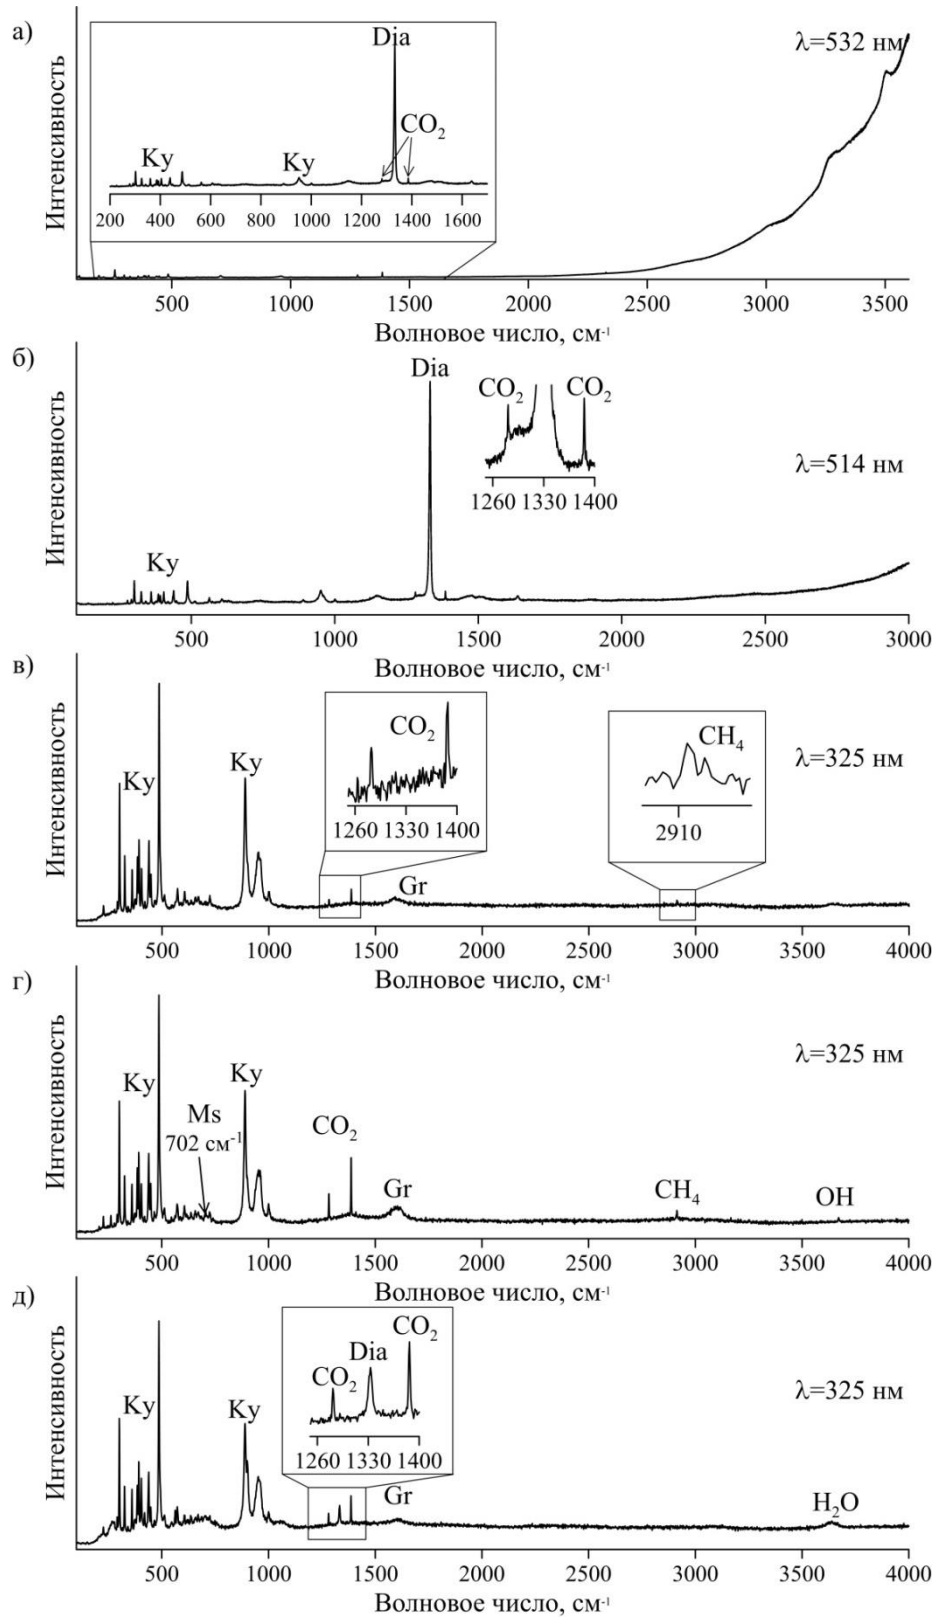 а)
Интенсивность
λ=532 нм
Dia
CO2
Ky Ky
200 400 600 800 1000 1200 1400 1600
500 1000 1500 2000 2500 3000 3500
Волновое число, см-1
б)
Интенсивность
λ=514 нм
Dia
CO2 CO2
1260 1330 1400
Ky
500 1000 1500 2000 2500 3000
Волновое число, см-1
в)
Интенсивность
λ=325 нм
Ky Ky
CO2
1260 1330 1400
CH4
2910
Gr
500 1000 1500 2000 2500 3000 3500 4000
Волновое число, см-1
г)
Интенсивность
λ=325 нм
Ky Ky
Ms
702 см-1
CO2
Gr
CH4
OH
500 1000 1500 2000 2500 3000 3500 4000
Волновое число, см-1
д)
Интенсивность
λ=325 нм
Ky Ky
CO2 Dia CO2
1260 1330 1400
Gr
H2O
500 1000 1500 2000 2500 3000 3500 4000
Волновое число, см-1